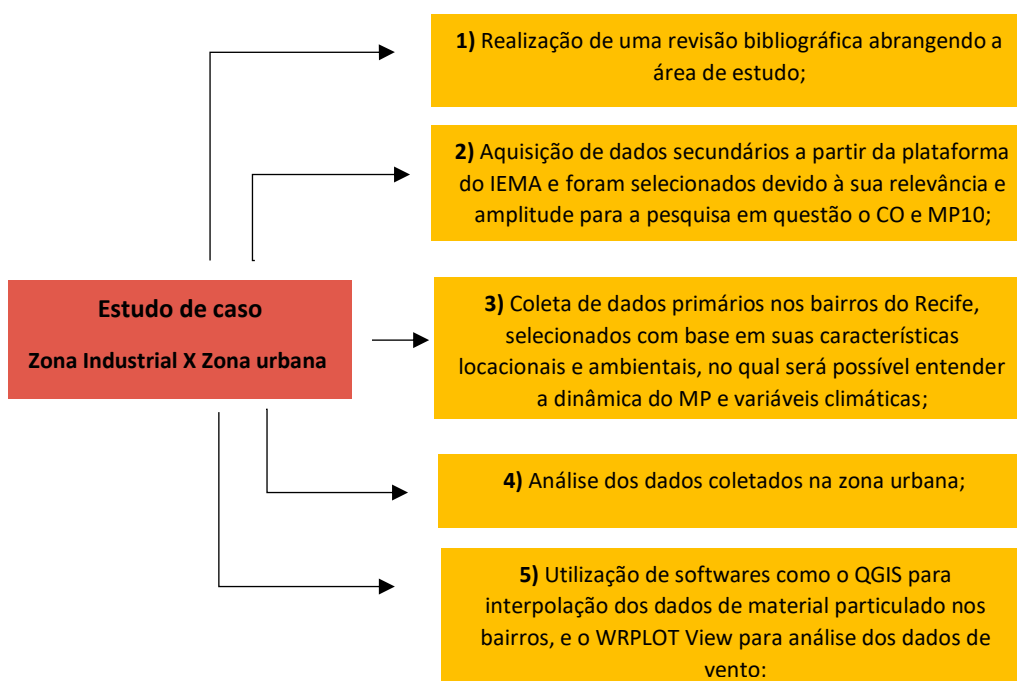 1) Realização de uma revisão bibliográfica abrangendo a
área de estudo;
2) Aquisição de dados secundários a partir da plataforma
do IEMA e foram selecionados devido à sua relevância e
amplitude para a pesquisa em questão o CO e MP10;
Estudo de caso
Zona Industrial X Zona urbana
3) Coleta de dados primários nos bairros do Recife,
selecionados com base em suas características
locacionais e ambientais, no qual será possível entender
a dinâmica do MP e variáveis climáticas;
4) Análise dos dados coletados na zona urbana;
5) Utilização de softwares como o QGIS para
interpolação dos dados de material particulado nos
bairros, e o WRPLOT View para análise dos dados de
vento: